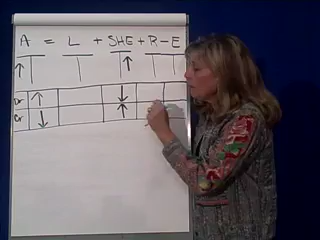 A = L + SHE + R - E
↑ ↑
Dr ↑ ↓
Cr ↓ ↑